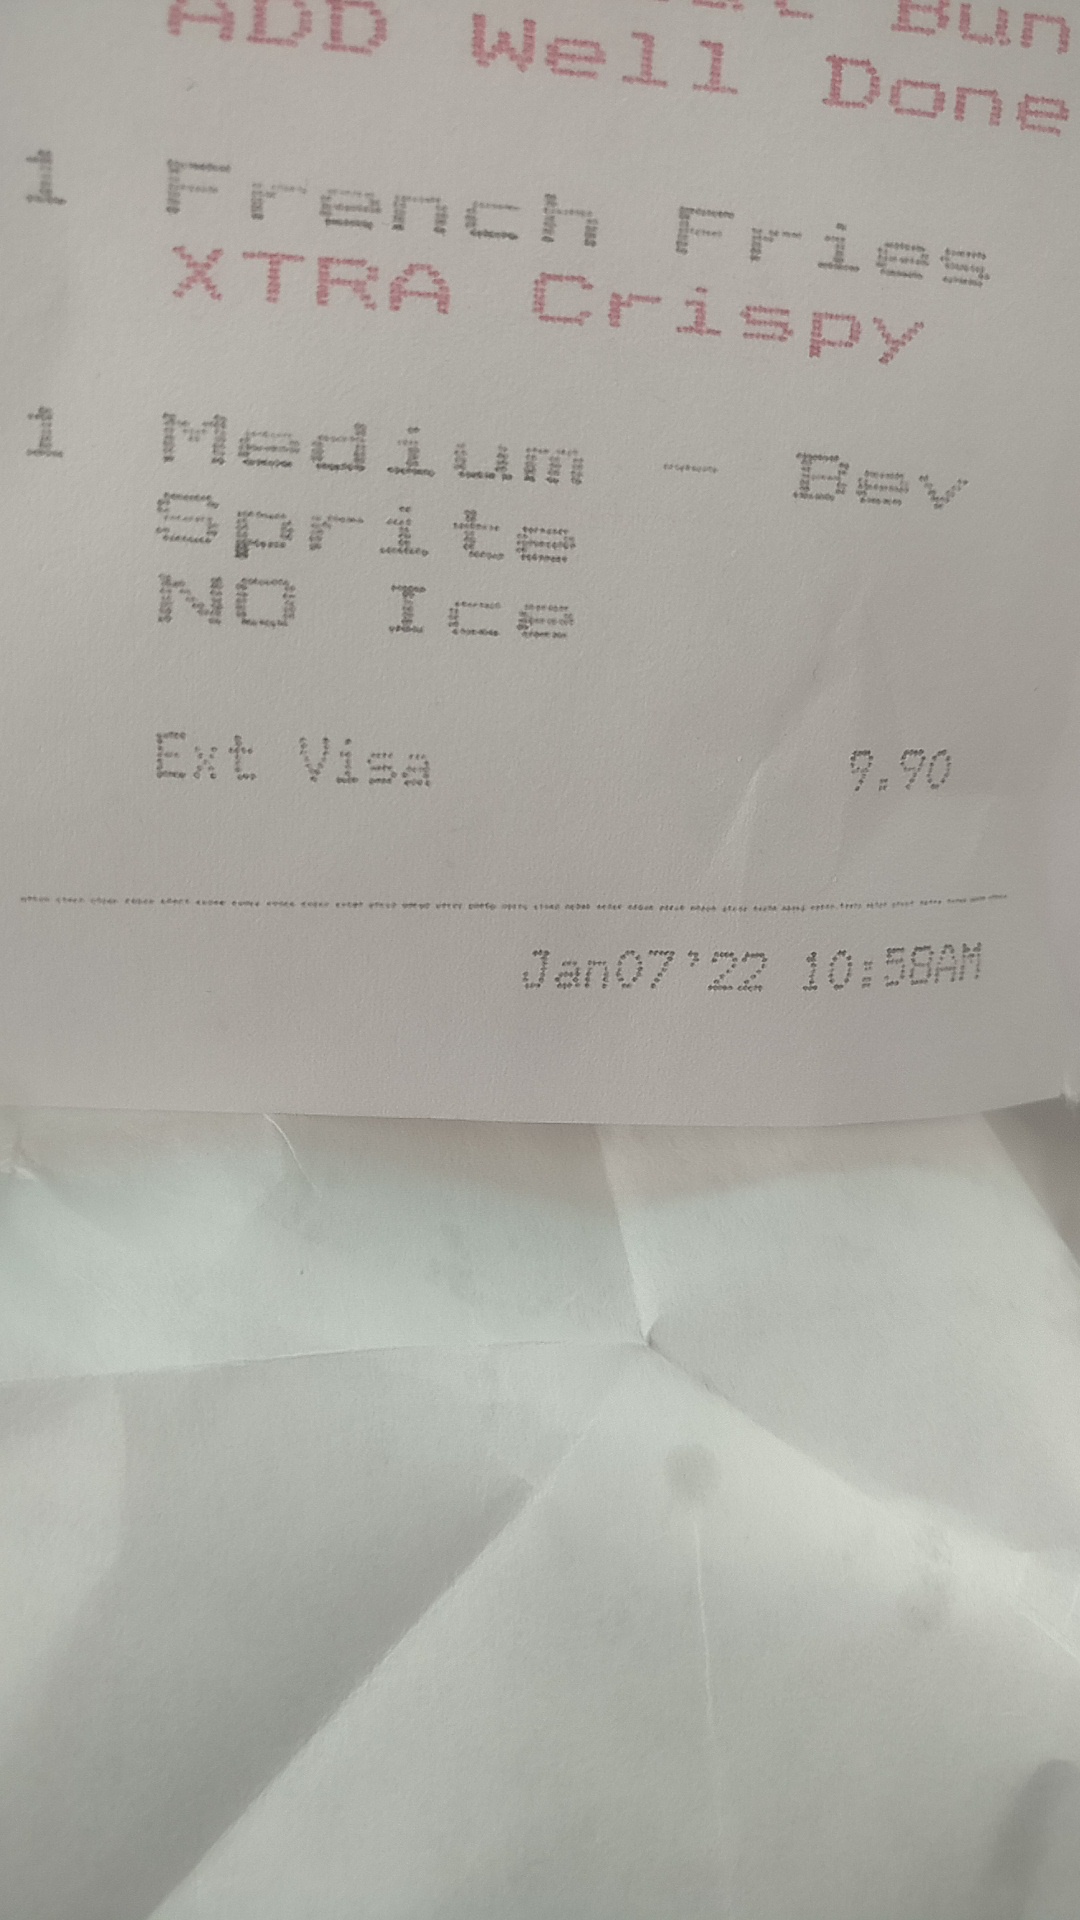 Bun
ADD Well Done
1 French Fries
XTRA Crispy
1 Medium - Bev
Sprite
NO Ice
Ext Visa 9.90
Jan07'22 10:58AM